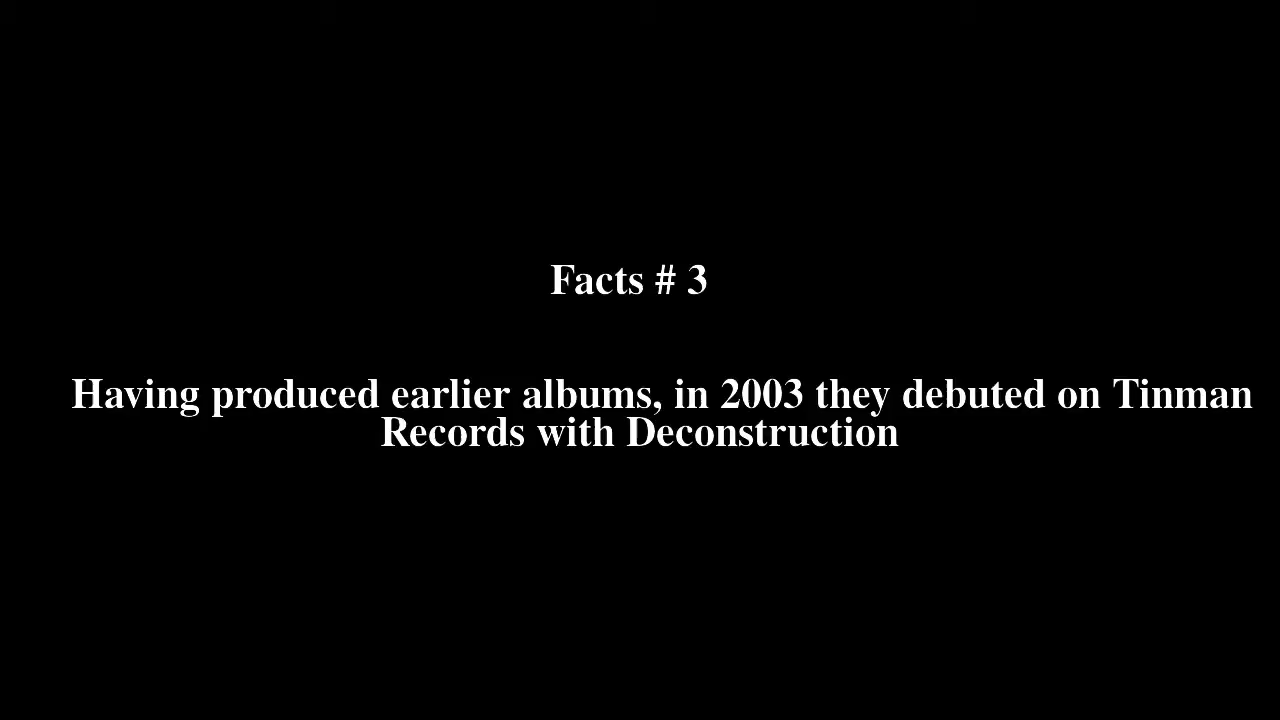 Facts # 3
Having produced earlier albums, in 2003 they debuted on Tinman
Records with Deconstruction